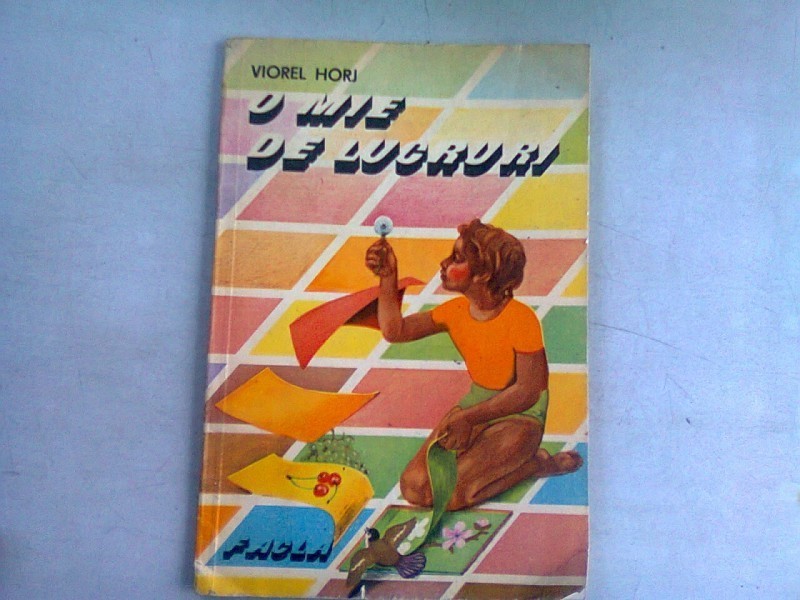 VIOREL HORJ
O MIE
DE LUCRURI
FACLA